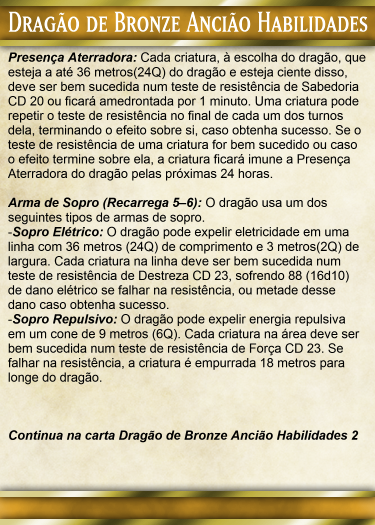 Dragão de Bronze Ancião Habilidades
Presença Aterradora: Cada criatura, à escolha do dragão, que
esteja a até 36 metros(24Q) do dragão e esteja ciente disso,
deve ser bem sucedida num teste de resistência de Sabedoria
CD 20 ou ficará amedrontada por 1 minuto. Uma criatura pode
repetir o teste de resistência no final de cada um dos turnos
dela, terminando o efeito sobre si, caso obtenha sucesso. Se o
teste de resistência de uma criatura for bem sucedido ou caso
o efeito termine sobre ela, a criatura ficará imune a Presença
Aterradora do dragão pelas próximas 24 horas.
Arma de Sopro (Recarrega 5–6): O dragão usa um dos
seguintes tipos de armas de sopro.
-Sopro Elétrico: O dragão pode expelir eletricidade em uma
linha com 36 metros (24Q) de comprimento e 3 metros(2Q) de
largura. Cada criatura na linha deve ser bem sucedida num
teste de resistência de Destreza CD 23, sofrendo 88 (16d10)
de dano elétrico se falhar na resistência, ou metade desse
dano caso obtenha sucesso.
-Sopro Repulsivo: O dragão pode expelir energia repulsiva
em um cone de 9 metros (6Q). Cada criatura na área deve ser
bem sucedida num teste de resistência de Força CD 23. Se
falhar na resistência, a criatura é empurrada 18 metros para
longe do dragão.
Continua na carta Dragão de Bronze Ancião Habilidades 2